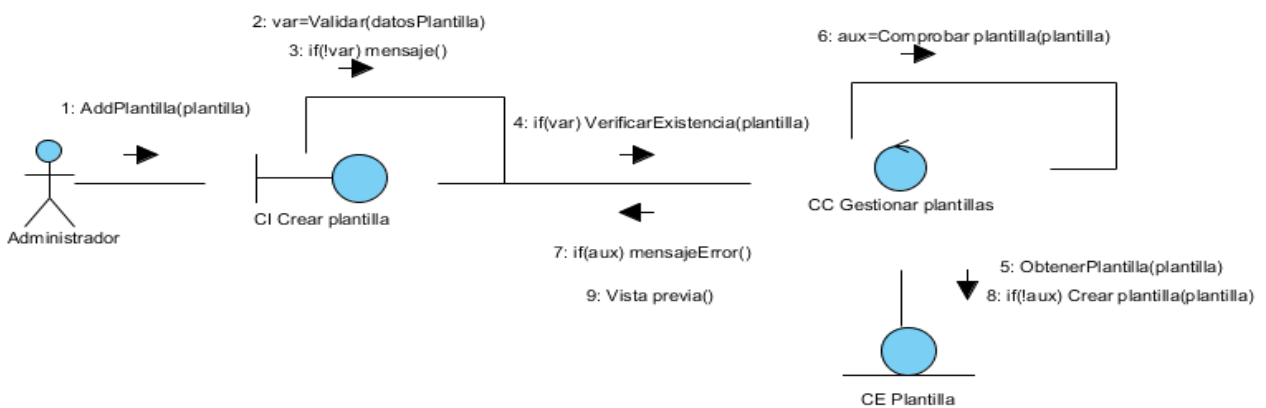 2: var=Validar(datosPlantilla)
3: if(!var) mensaje()
6: aux=Comprobar plantilla(plantilla)
1: AddPlantilla(plantilla)
4: if(var) VerificarExistencia(plantilla)
CI Crear plantilla
CC Gestionar plantillas
Administrador
7: if(aux) mensajeError()
9: Vista previa()
5: ObtenerPlantilla(plantilla)
8: if(!aux) Crear plantilla(plantilla)
CE Plantilla